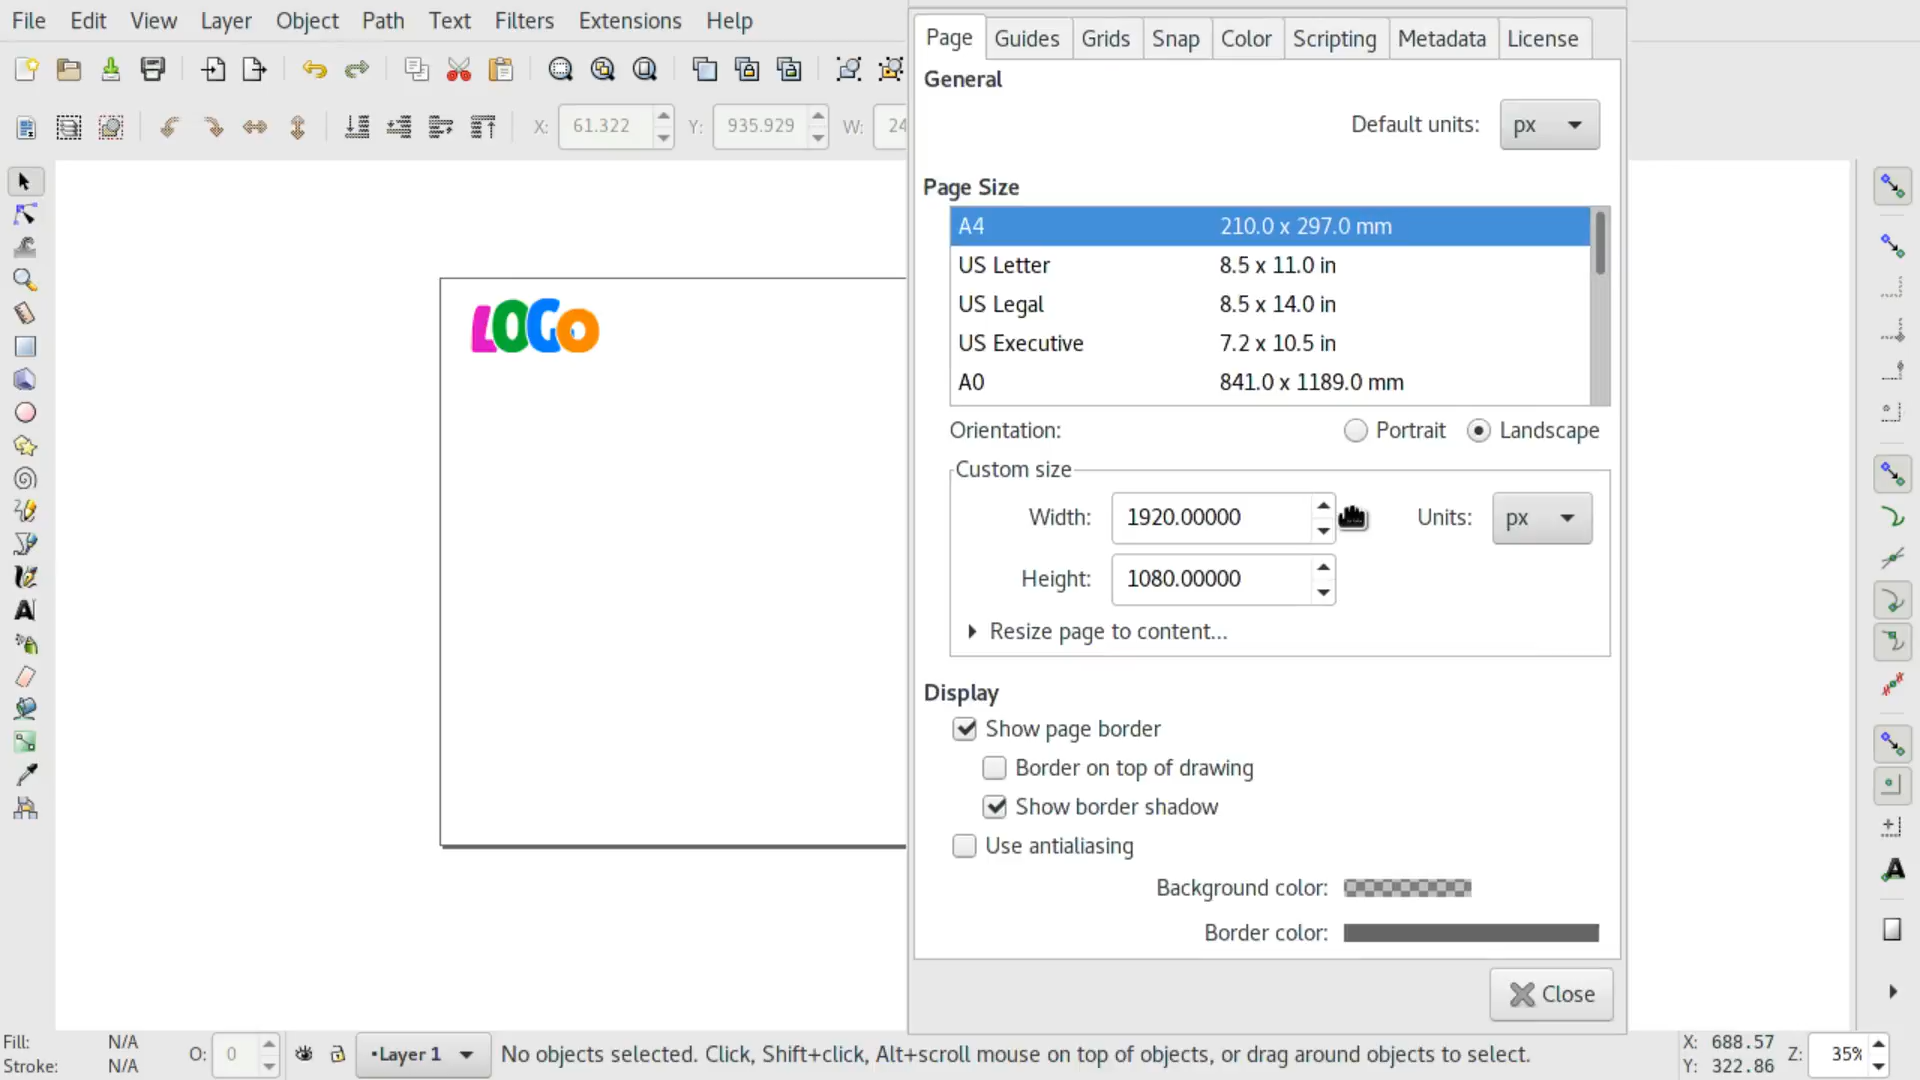 File Edit View Layer Object Path Text Filters Extensions Help
X: 61.322 Y: 935.929 W: 24
LOGO
Page Guides Grids Snap Color Scripting Metadata License
General
Default units: px
Page Size
A4 210.0 x 297.0 mm
US Letter 8.5 x 11.0 in
US Legal 8.5 x 14.0 in
US Executive 7.2 x 10.5 in
A0 841.0 x 1189.0 mm
Orientation: Portrait Landscape
Custom size
Width: 1920.00000 Units: px
Height: 1080.00000
Resize page to content...
Display
Show page border
Border on top of drawing
Show border shadow
Use antialiasing
Background color:
Border color:
Close
Fill: N/A
Stroke: N/A
O: 0
•Layer 1
No objects selected. Click, Shift+click, Alt+scroll mouse on top of objects, or drag around objects to select.
X: 688.57
Y: 322.86
Z: 35%